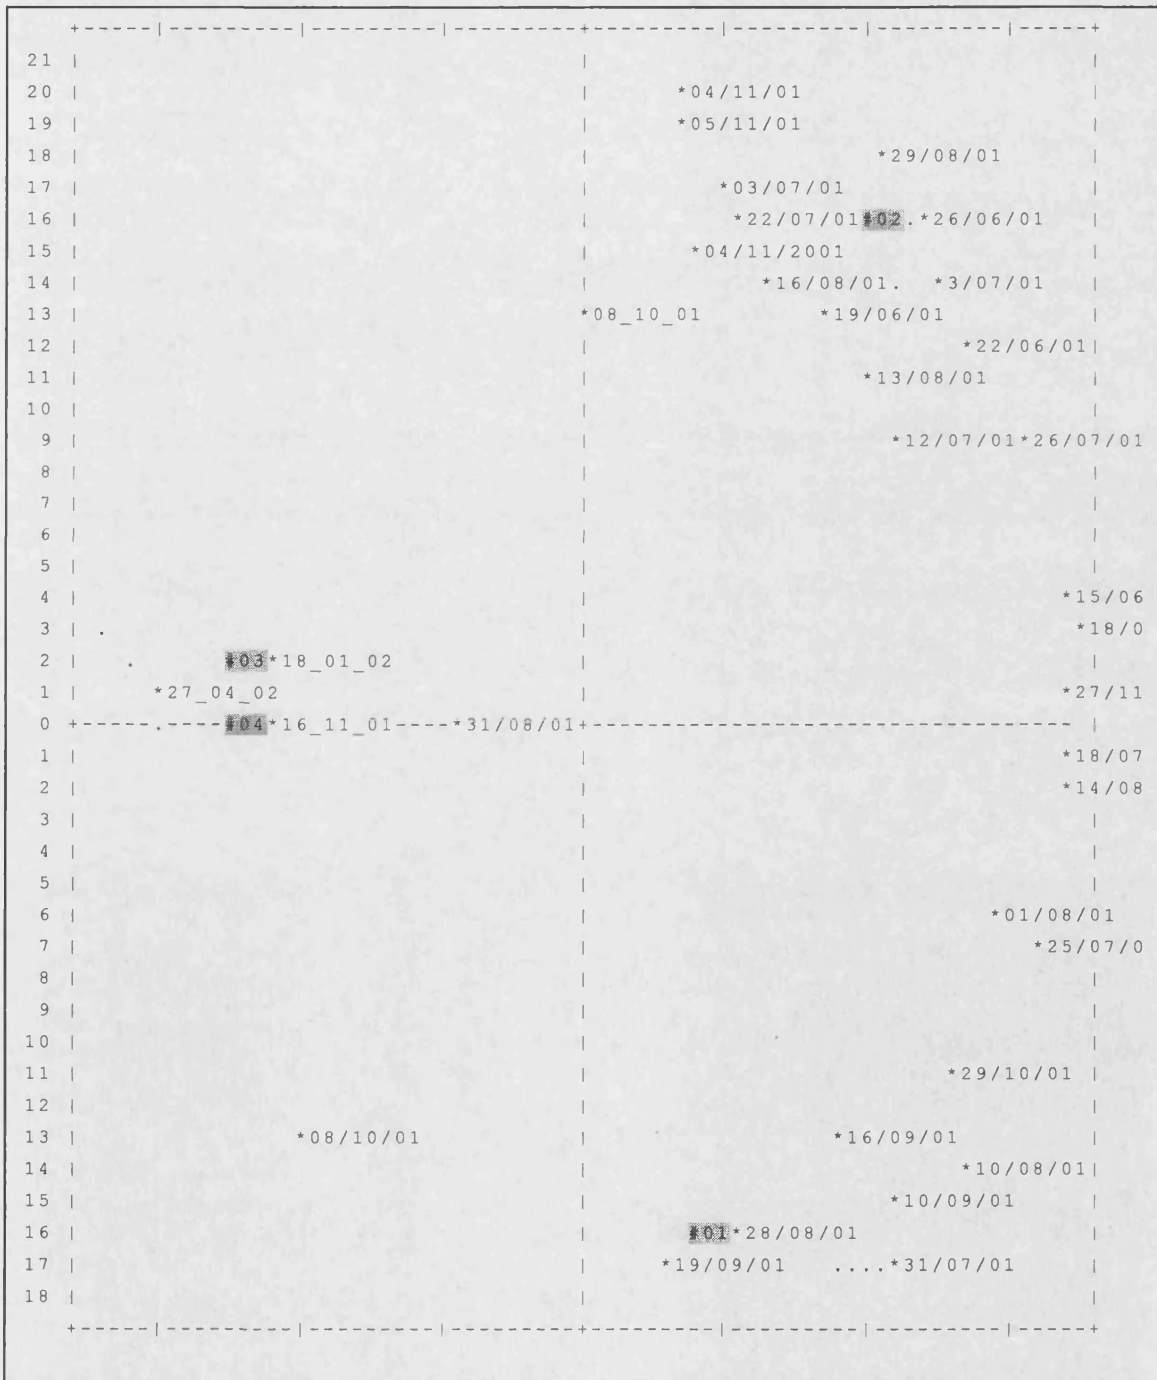 +-----|---------|---------|---------+---------|---------|---------|-----+
21 | | |
20 | | *04/11/01 |
19 | | *05/11/01 |
18 | | *29/08/01 |
17 | | *03/07/01 |
16 | | *22/07/01#02.*26/06/01 |
15 | | *04/11/2001 |
14 | | *16/08/01. *3/07/01 |
13 | *08_10_01 *19/06/01 |
12 | | *22/06/01|
11 | | *13/08/01 |
10 | | |
9 | | *12/07/01*26/07/01
8 | | |
7 | | |
6 | | |
5 | | |
4 | | *15/06
3 | . | *18/0
2 | . #03*18_01_02 | |
1 | *27_04_02 | *27/11
0 +-----.----#04*16_11_01----*31/08/01+---------------------------------- |
1 | | *18/07
2 | | *14/08
3 | | |
4 | | |
5 | | |
6 | | *01/08/01
7 | | *25/07/0
8 | | |
9 | | |
10 | | |
11 | | *29/10/01 |
12 | | |
13 | *08/10/01 | *16/09/01 |
14 | | *10/08/01|
15 | | *10/09/01 |
16 | | #01*28/08/01 |
17 | | *19/09/01 ....*31/07/01 |
18 | | |
+-----|---------|---------|---------+---------|---------|---------|-----+